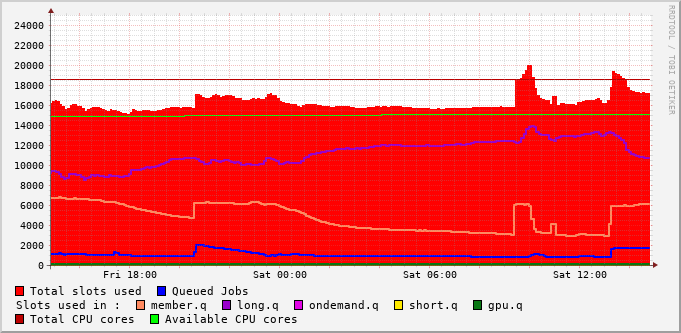 RRDTOOL / TOBI OETIKER
24000
22000
20000
18000
16000
14000
12000
10000
8000
6000
4000
2000
0
Fri 18:00 Sat 00:00 Sat 06:00 Sat 12:00
Total slots used Queued Jobs
Slots used in : member.q long.q ondemand.q short.q gpu.q
Total CPU cores Available CPU cores